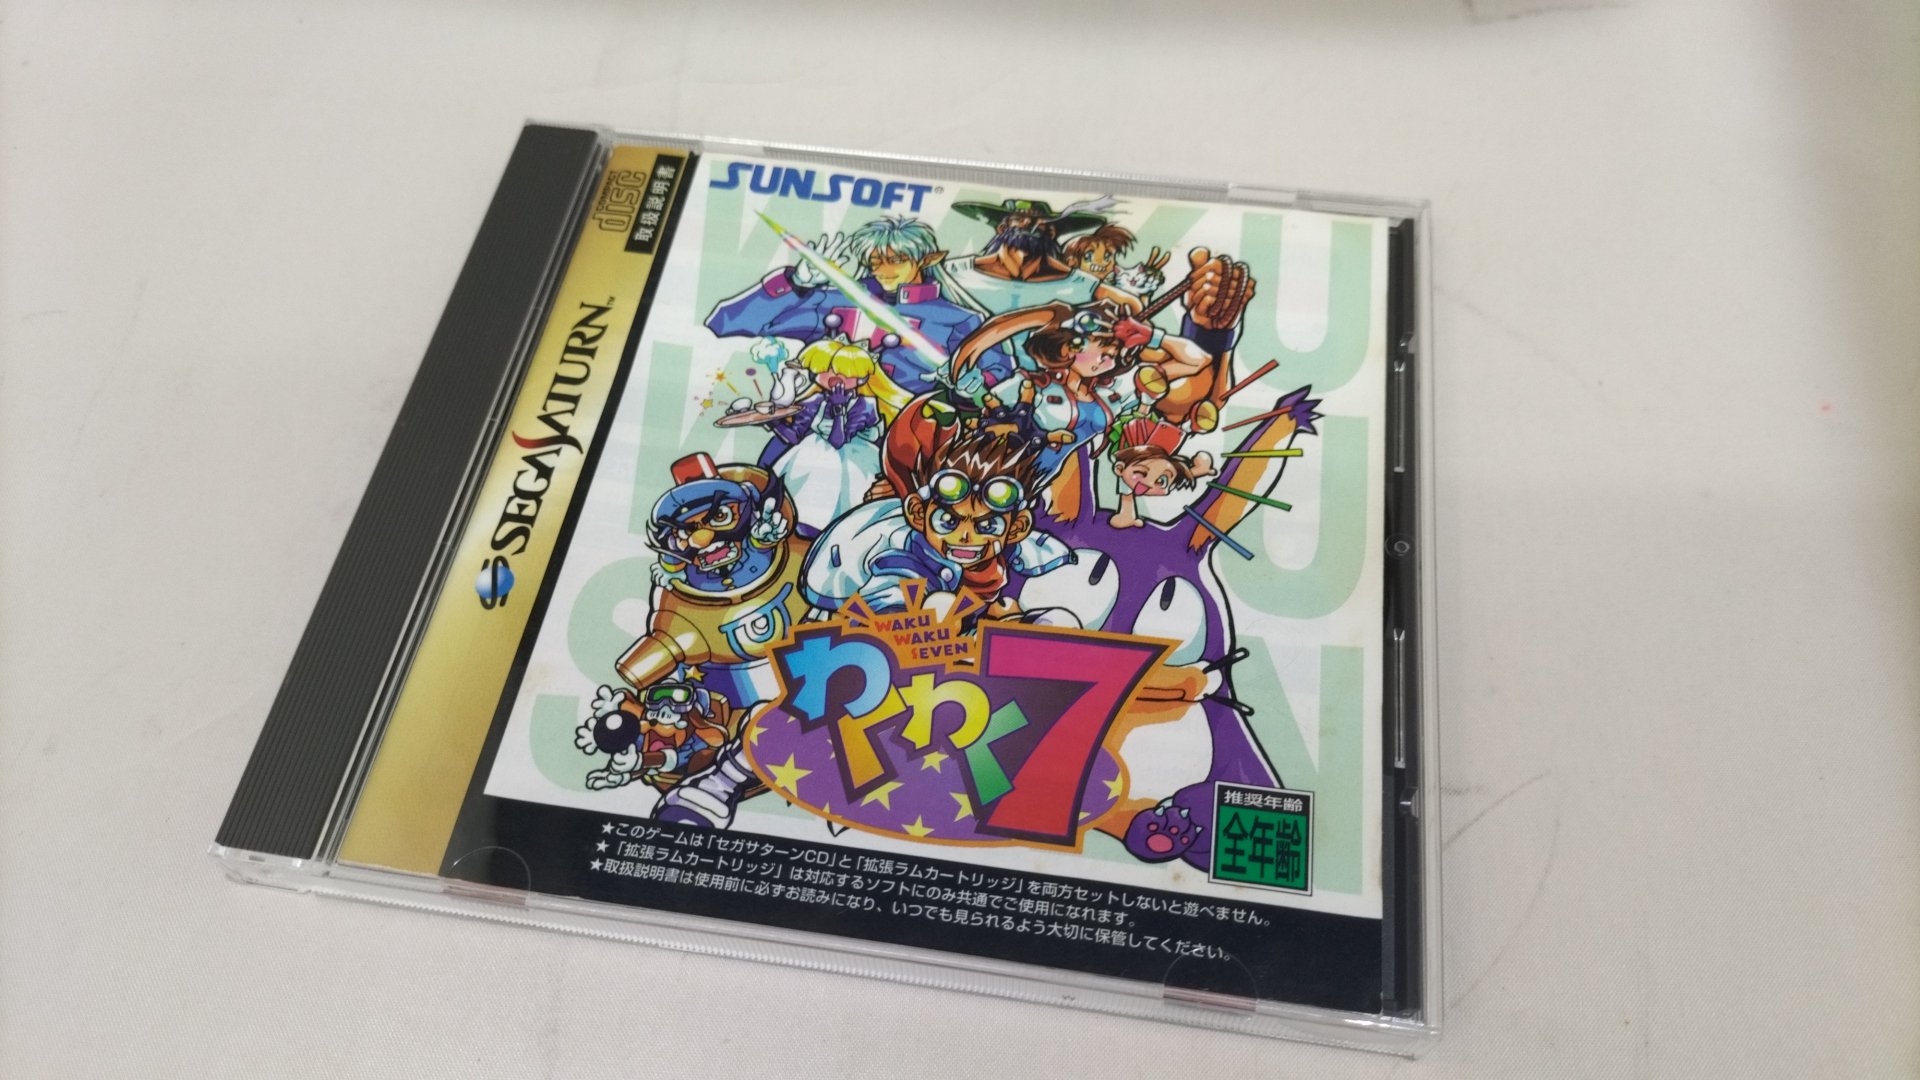 COMPACT
disc
取扱説明書
SEGA SATURN™
SUNSOFT®
WAKU
WAKU
SEVEN
WAKU
WAKU
SEVEN
わくわく7
推奨年齢
全年齢
★このゲームは「セガサターンCD」と「拡張ラムカートリッジ」を両方セットしないと遊べません。
★「拡張ラムカートリッジ」は対応するソフトにのみ共通でご使用になれます。
★取扱説明書は使用前に必ずお読みになり、いつでも見られるよう大切に保管してください。